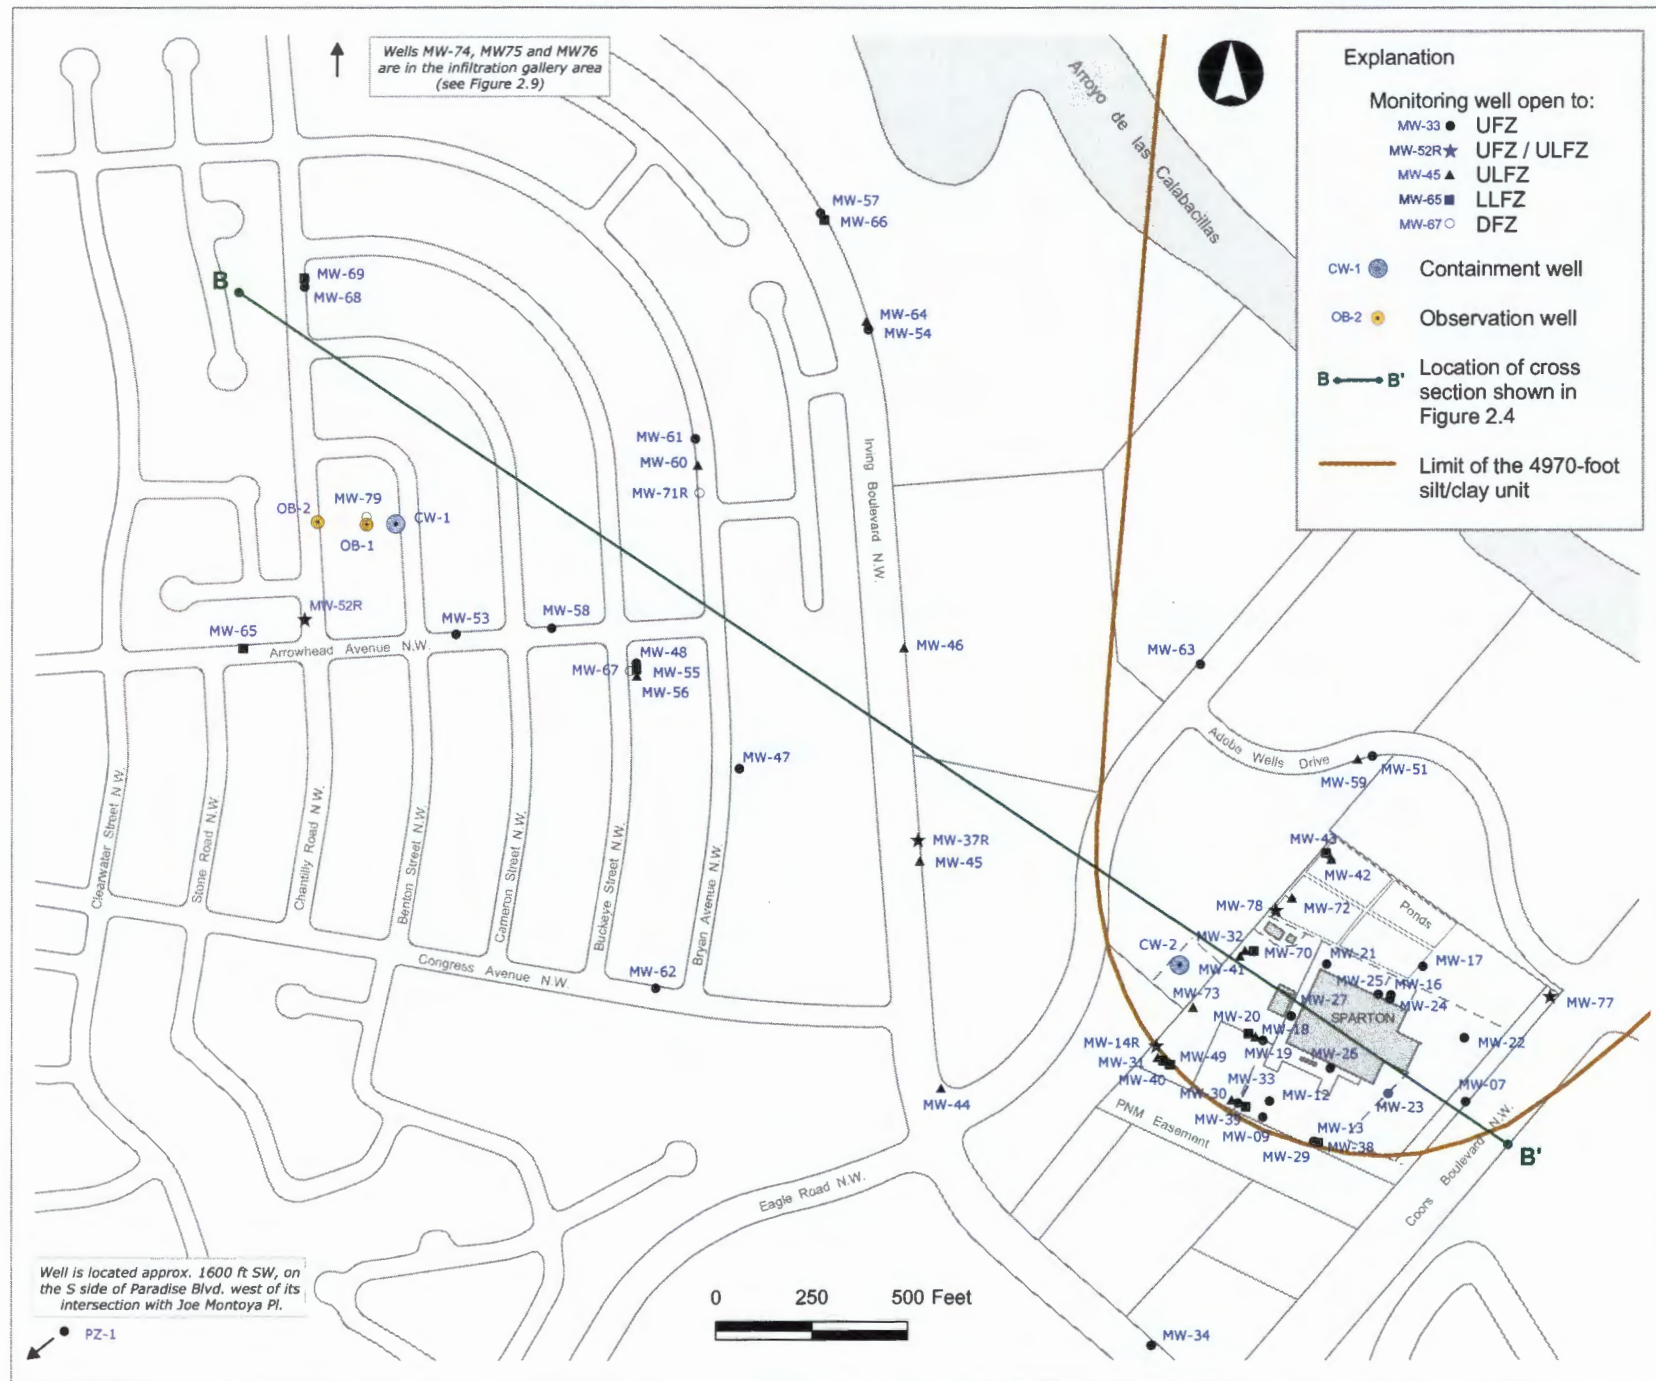 Wells MW-74, MW75 and MW76
are in the infiltration gallery area
(see Figure 2.9)
Explanation
Monitoring well open to:
MW-33 UFZ
MW-52R UFZ / ULFZ
MW-45 ULFZ
MW-65 LLFZ
MW-67 DFZ
CW-1 Containment well
OB-2 Observation well
B B' Location of cross
section shown in
Figure 2.4
Limit of the 4970-foot
silt/clay unit
Arroyo de las Calabacillas
MW-57
MW-66
MW-69
B
MW-68
MW-64
MW-54
MW-61
MW-60
MW-71R
Irving Boulevard N.W.
MW-79
OB-2
CW-1
OB-1
MW-52R
MW-53
MW-58
MW-65
Arrowhead Avenue N.W.
MW-48
MW-67
MW-55
MW-56
MW-46
MW-63
MW-47
Adobe Wells Drive
MW-51
MW-59
Clearwater Street N.W.
Stone Road N.W.
Chantilly Road N.W.
Benton Street N.W.
Cameron Street N.W.
Buckeye Street N.W.
Bryan Avenue N.W.
MW-37R
MW-45
MW-43
MW-42
MW-72
MW-78
Ponds
MW-32
CW-2
MW-70
MW-41
MW-21
MW-17
MW-25
MW-16
MW-24
MW-77
Congress Avenue N.W.
MW-62
MW-73
MW-27
SPARTON
MW-20
MW-18
MW-14R
MW-19
MW-26
MW-22
MW-31
MW-49
MW-40
MW-33
MW-07
MW-30
MW-12
MW-23
MW-44
MW-39
MW-09
MW-13
MW-29
MW-38
PNM Easement
B'
Coors Boulevard N.W.
Eagle Road N.W.
Well is located approx. 1600 ft SW, on
the S side of Paradise Blvd. west of its
intersection with Joe Montoya Pl.
PZ-1
0 250 500 Feet
MW-34